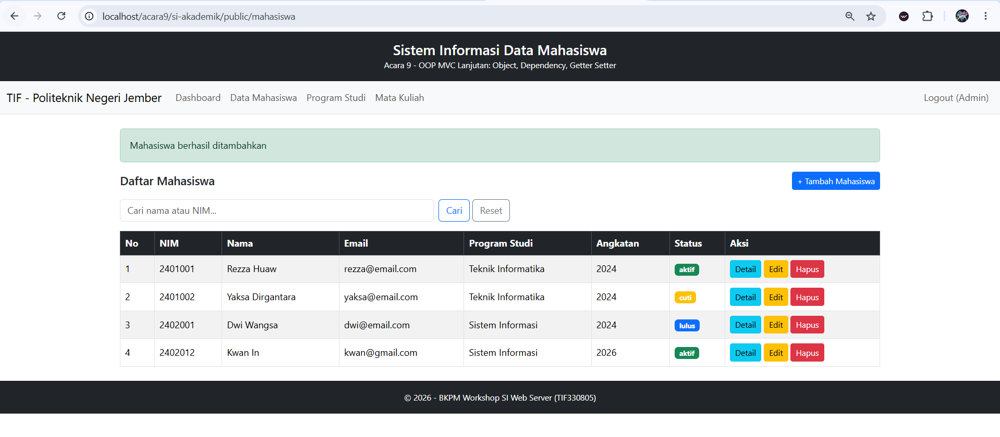 localhost/acara9/si-akademik/public/mahasiswa
Sistem Informasi Data Mahasiswa
Acara 9 - OOP MVC Lanjutan: Object, Dependency, Getter Setter
TIF - Politeknik Negeri Jember Dashboard Data Mahasiswa Program Studi Mata Kuliah Logout (Admin)
Mahasiswa berhasil ditambahkan
Daftar Mahasiswa + Tambah Mahasiswa
Cari nama atau NIM... Cari Reset
No NIM Nama Email Program Studi Angkatan Status Aksi
1 2401001 Rezza Huaw rezza@email.com Teknik Informatika 2024 aktif Detail Edit Hapus
2 2401002 Yaksa Dirgantara yaksa@email.com Teknik Informatika 2024 cuti Detail Edit Hapus
3 2402001 Dwi Wangsa dwi@email.com Sistem Informasi 2024 lulus Detail Edit Hapus
4 2402012 Kwan In kwan@gmail.com Sistem Informasi 2026 aktif Detail Edit Hapus
© 2026 - BKPM Workshop SI Web Server (TIF330805)